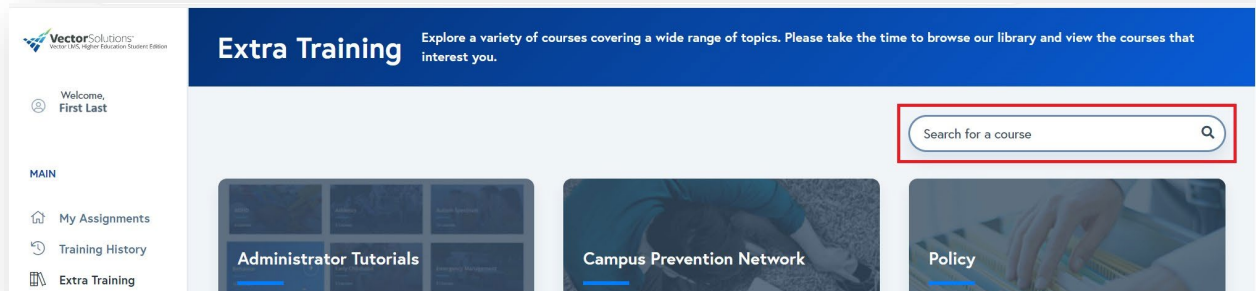 VectorSolutions™
Vector LMS, Higher Education Student Edition
Welcome,
First Last
MAIN
My Assignments
Training History
Extra Training
Extra Training
Explore a variety of courses covering a wide range of topics. Please take the time to browse our library and view the courses that
interest you.
Search for a course
Administrator Tutorials
Campus Prevention Network
Policy